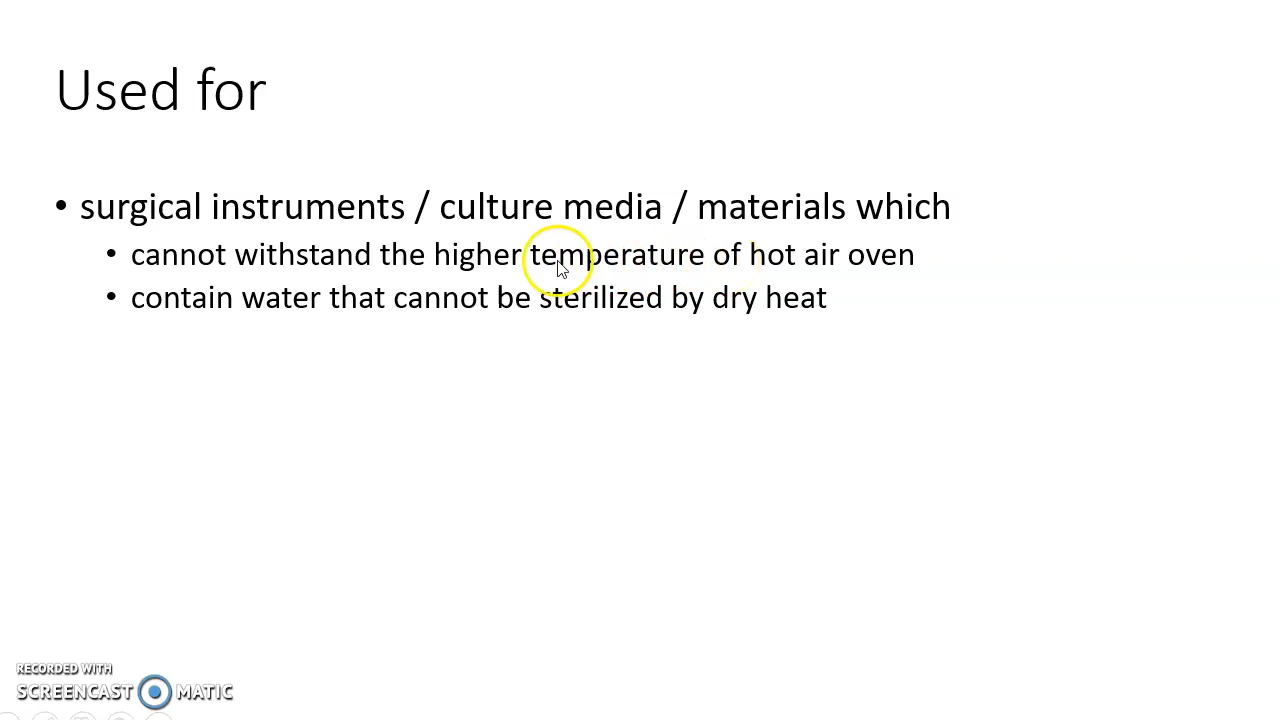 Used for
• surgical instruments / culture media / materials which
• cannot withstand the higher temperature of hot air oven
• contain water that cannot be sterilized by dry heat
RECORDED WITH
SCREENCAST MATIC